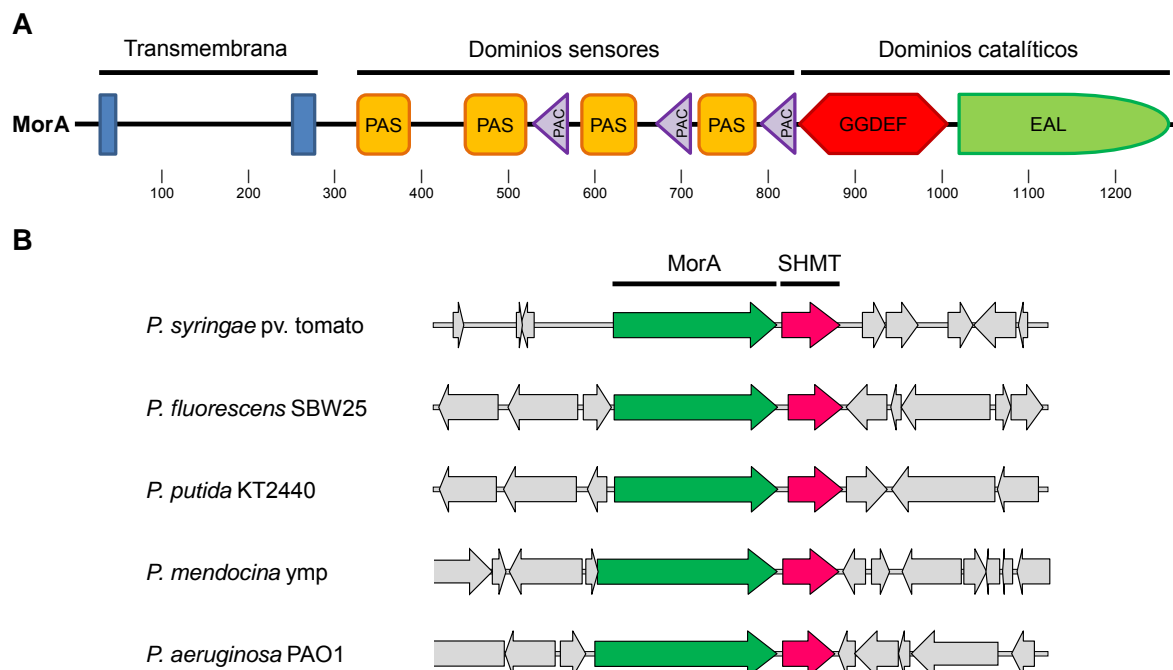 A
Transmembrana Dominios sensores Dominios catalíticos
MorA PAS PAS PAC PAS PAC PAS PAC GGDEF EAL
100 200 300 400 500 600 700 800 900 1000 1100 1200
B
MorA SHMT
P. syringae pv. tomato
P. fluorescens SBW25
P. putida KT2440
P. mendocina ymp
P. aeruginosa PAO1